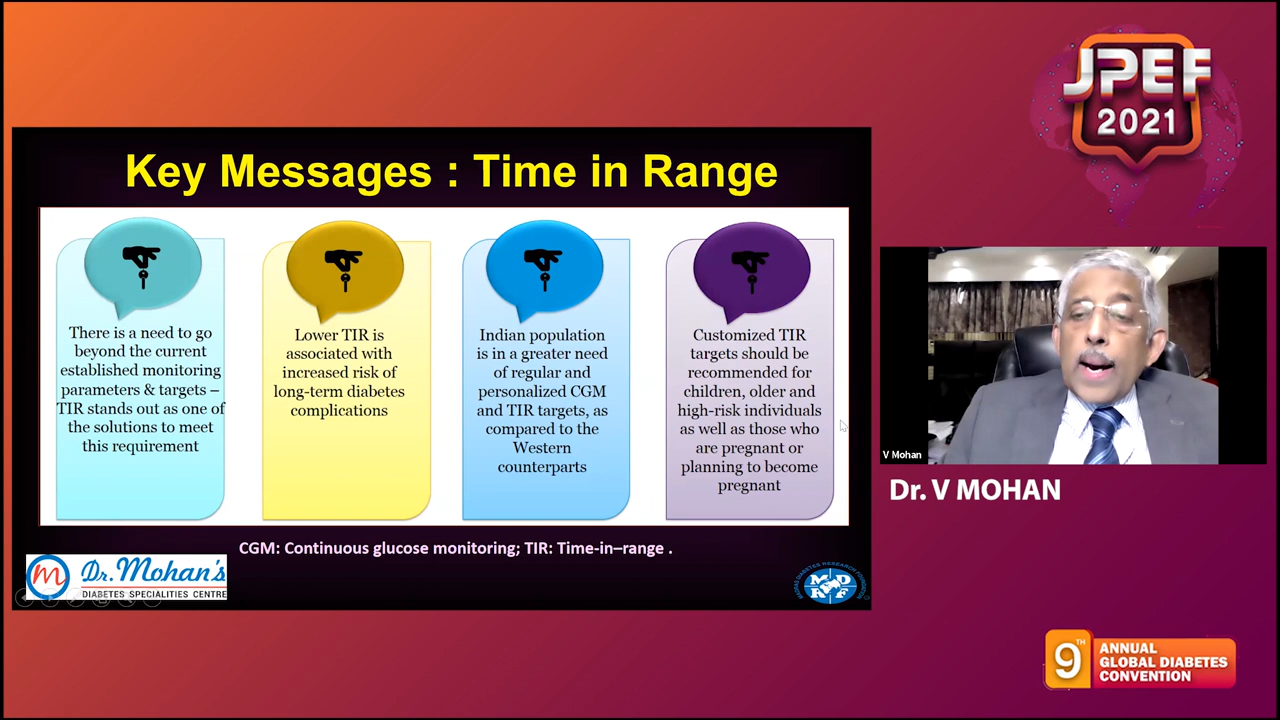 JPEF
2021
Key Messages : Time in Range
There is a need to go
beyond the current
established monitoring
parameters & targets –
TIR stands out as one of
the solutions to meet
this requirement
Lower TIR is
associated with
increased risk of
long-term diabetes
complications
Indian population
is in a greater need
of regular and
personalized CGM
and TIR targets, as
compared to the
Western
counterparts
Customized TIR
targets should be
recommended for
children, older and
high-risk individuals
as well as those who
are pregnant or
planning to become
pregnant
CGM: Continuous glucose monitoring; TIR: Time-in–range .
m Dr. Mohan's
DIABETES SPECIALITIES CENTRE
MADRAS DIABETES RESEARCH FOUNDATION
M D
R F
V Mohan
Dr. V MOHAN
9TH
ANNUAL
GLOBAL DIABETES
CONVENTION